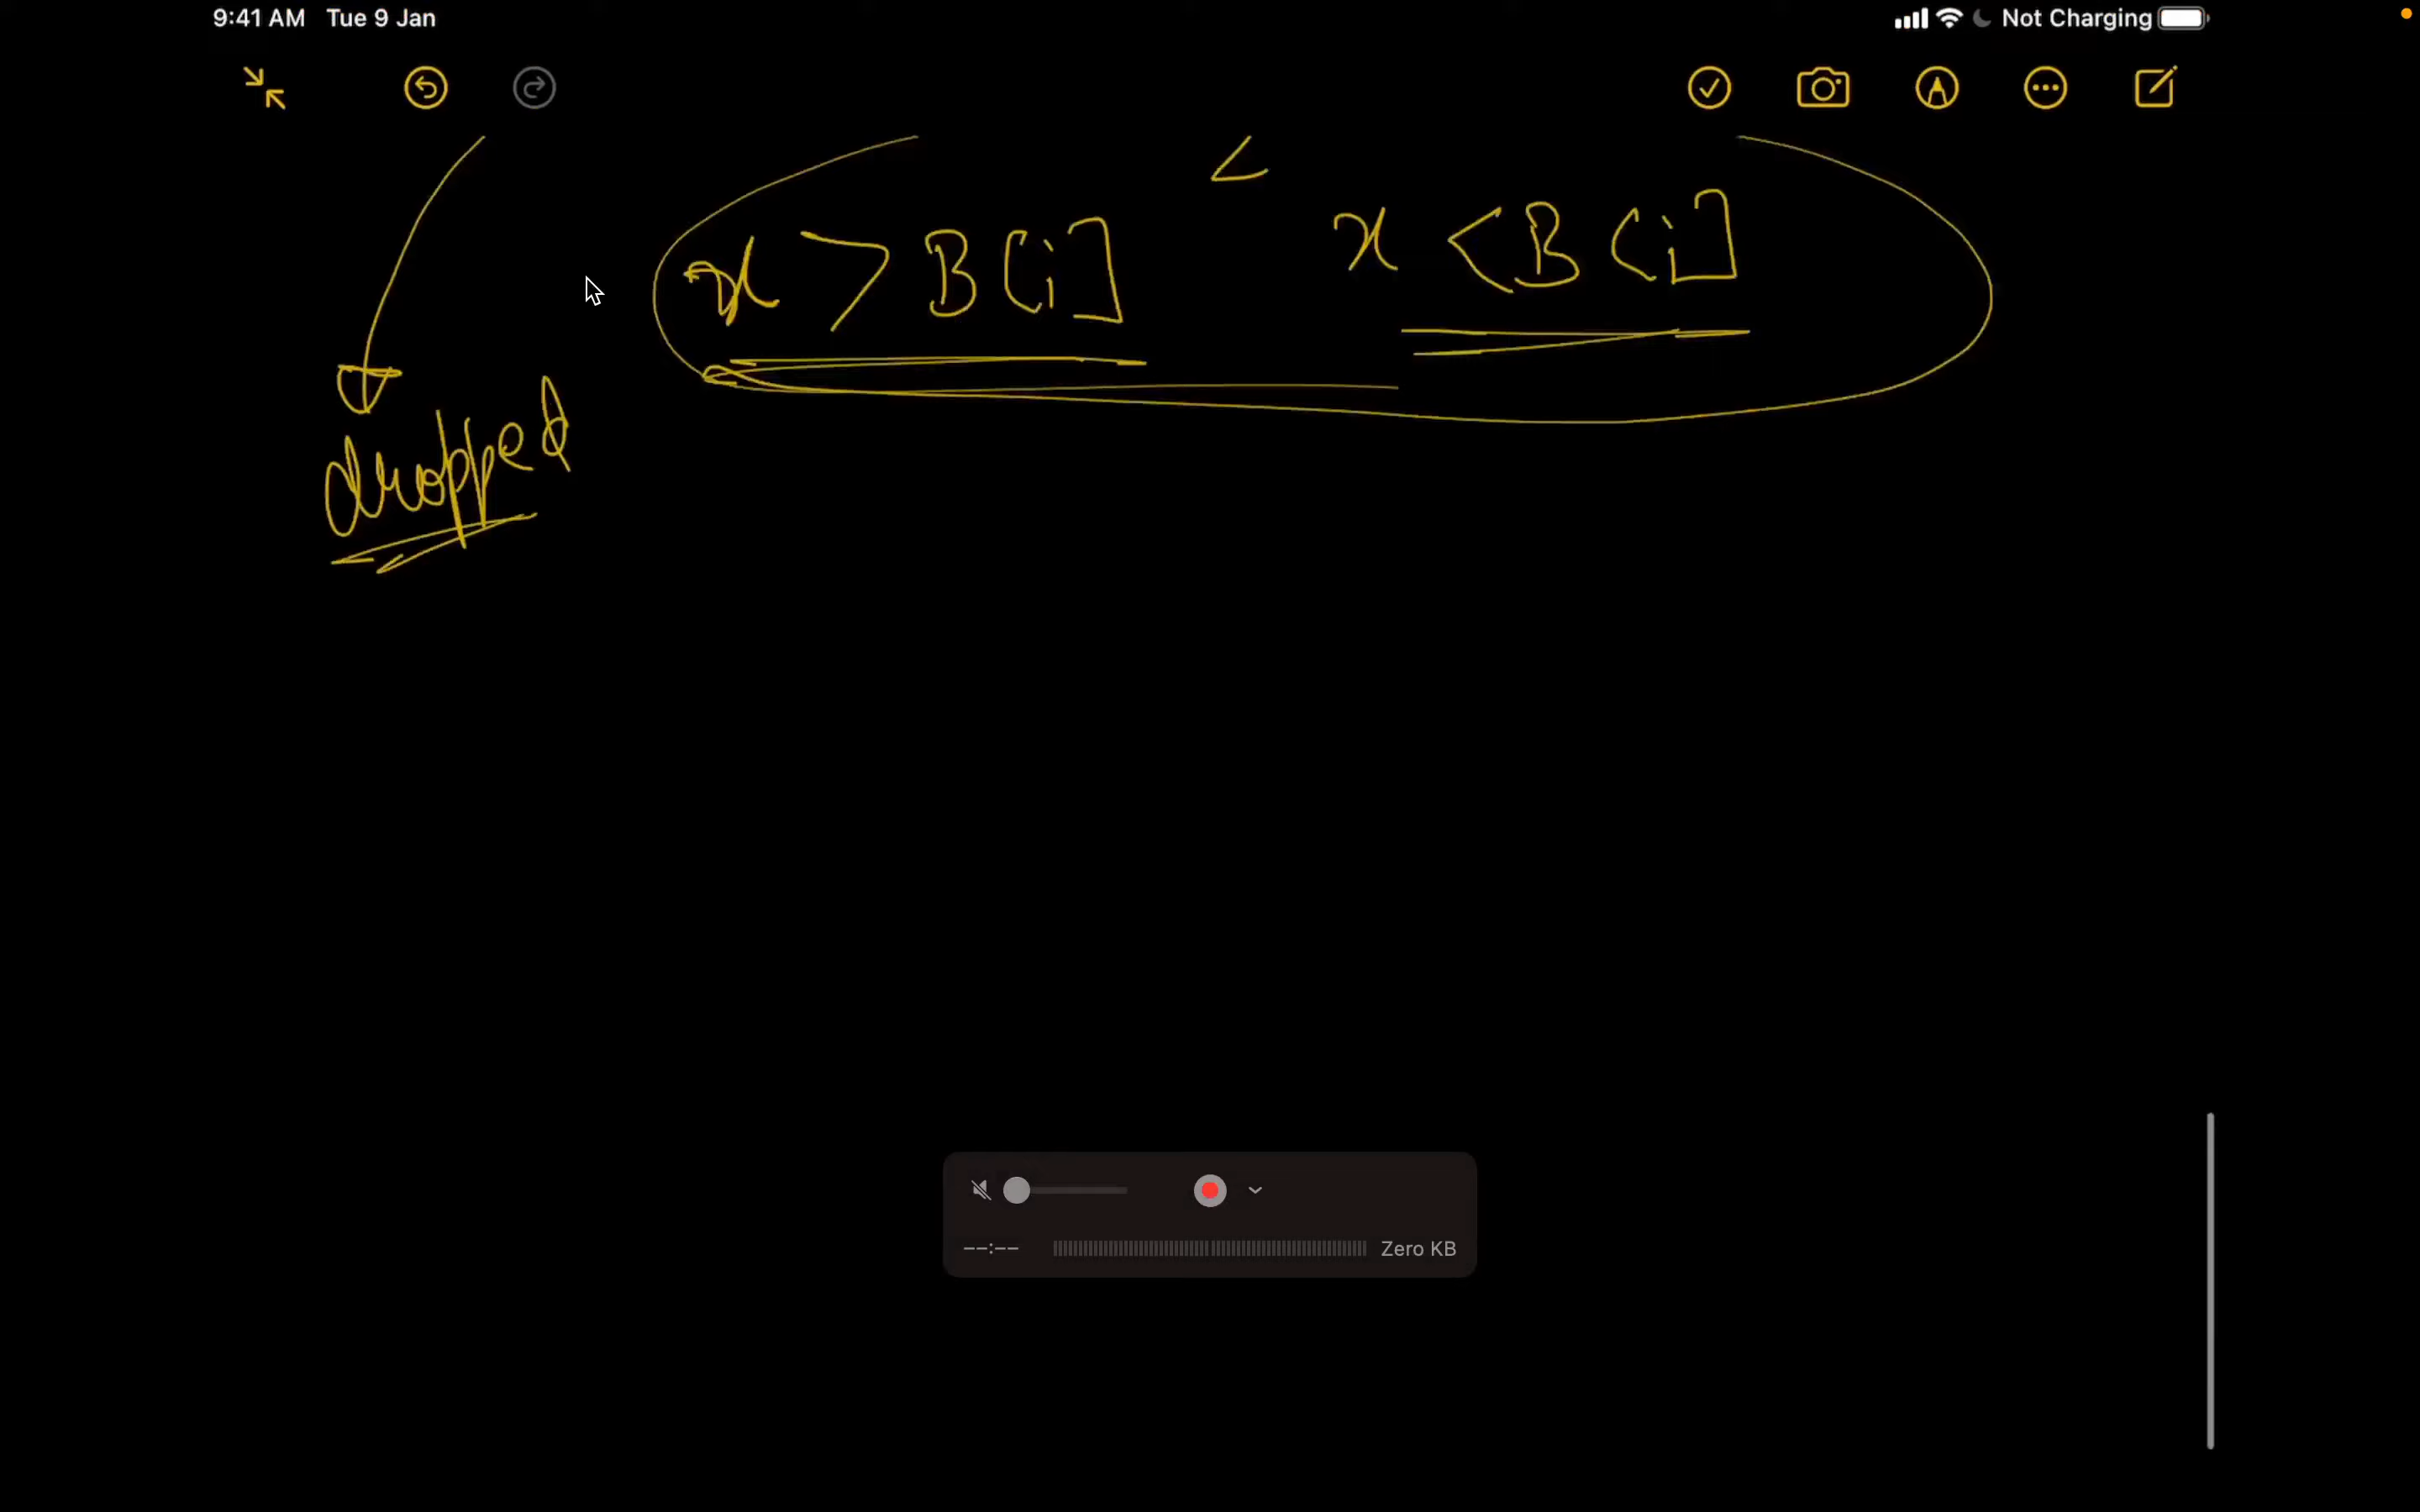 9:41 AM Tue 9 Jan Not Charging
<
x > B[i] x < B[i]
dropped
--:-- Zero KB